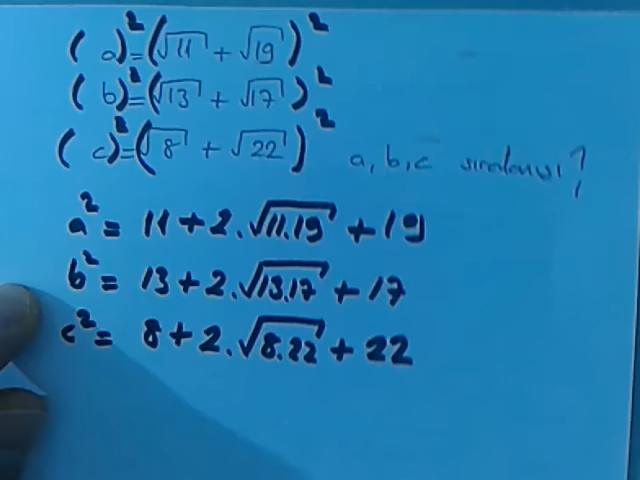 (a)²=(√11 + √19)²
(b)²=(√13 + √17)²
(c)²=(√8 + √22)² a, b, c sıralanışı?
a² = 11+2.√11.19 +19
b² = 13+2.√13.17 +17
c² = 8+2.√8.22 +22